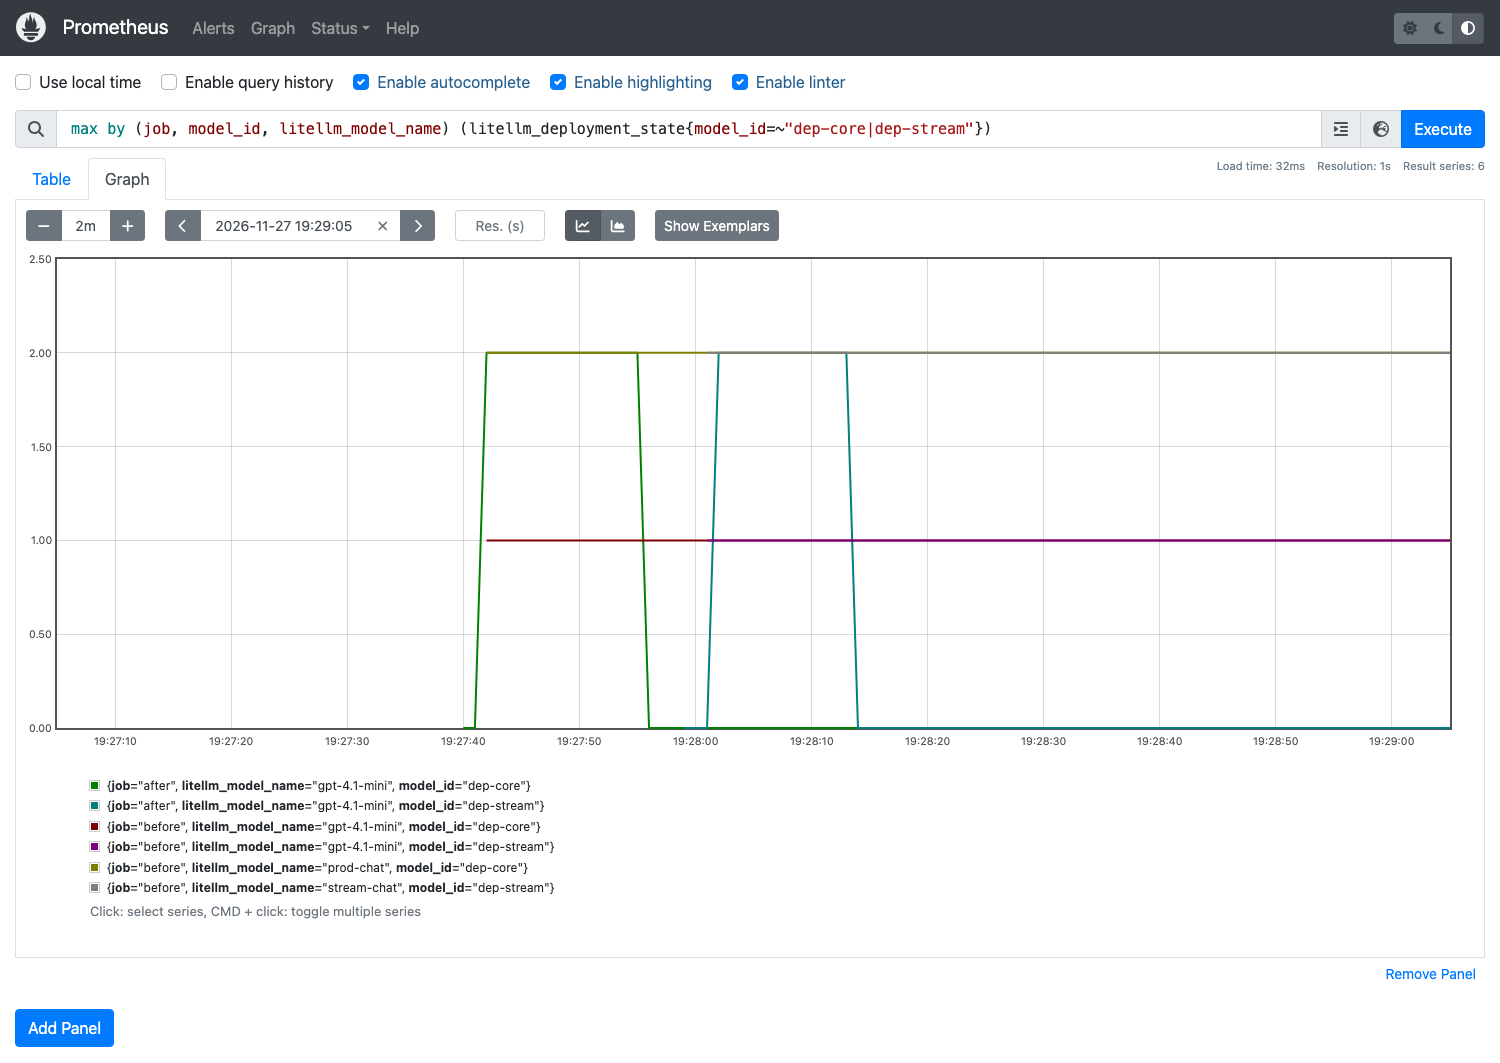 Prometheus Alerts Graph Status Help
Use local time Enable query history Enable autocomplete Enable highlighting Enable linter
max by (job, model_id, litellm_model_name) (litellm_deployment_state{model_id=~"dep-core|dep-stream"})
Execute
Load time: 32ms Resolution: 1s Result series: 6
Table Graph
2m 2026-11-27 19:29:05 Res. (s) Show Exemplars
2.50
2.00
1.50
1.00
0.50
0.00
19:27:10 19:27:20 19:27:30 19:27:40 19:27:50 19:28:00 19:28:10 19:28:20 19:28:30 19:28:40 19:28:50 19:29:00
{job="after", litellm_model_name="gpt-4.1-mini", model_id="dep-core"}
{job="after", litellm_model_name="gpt-4.1-mini", model_id="dep-stream"}
{job="before", litellm_model_name="gpt-4.1-mini", model_id="dep-core"}
{job="before", litellm_model_name="gpt-4.1-mini", model_id="dep-stream"}
{job="before", litellm_model_name="prod-chat", model_id="dep-core"}
{job="before", litellm_model_name="stream-chat", model_id="dep-stream"}
Click: select series, CMD + click: toggle multiple series
Remove Panel
Add Panel